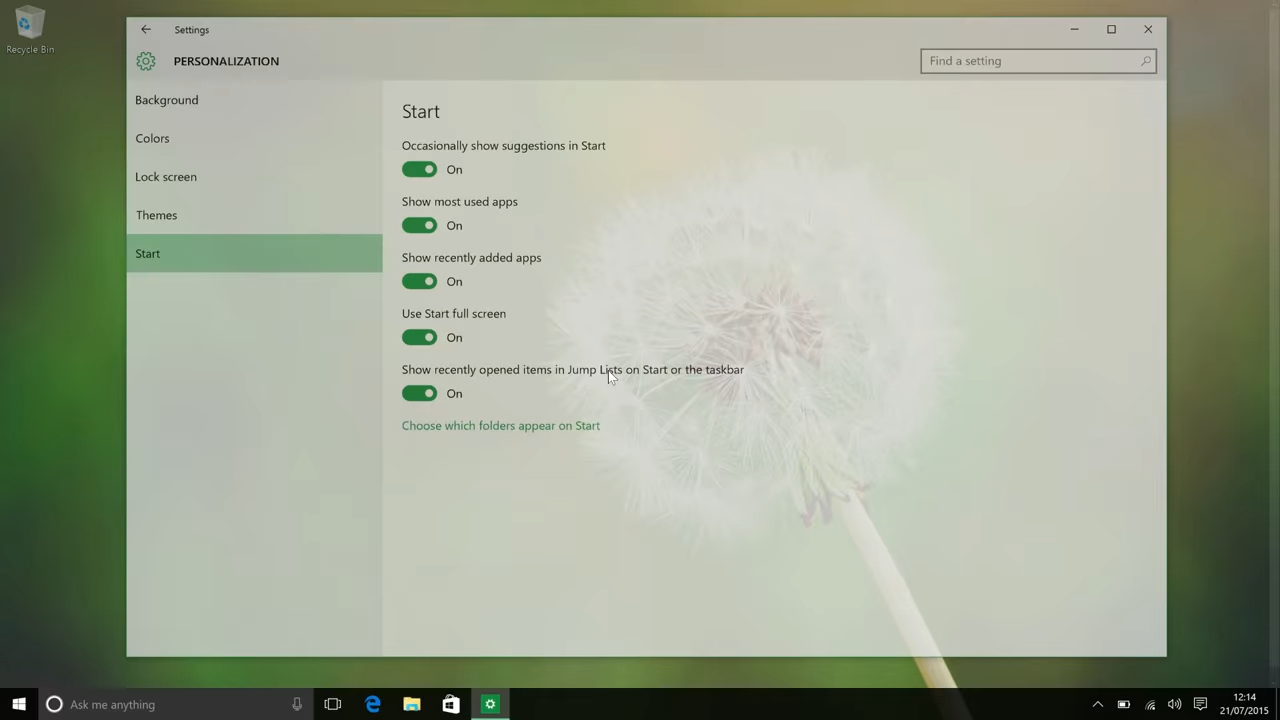 Recycle Bin
Settings
PERSONALIZATION
Find a setting
Background
Colors
Lock screen
Themes
Start
Start
Occasionally show suggestions in Start
On
Show most used apps
On
Show recently added apps
On
Use Start full screen
On
Show recently opened items in Jump Lists on Start or the taskbar
On
Choose which folders appear on Start
Ask me anything
12:14
21/07/2015